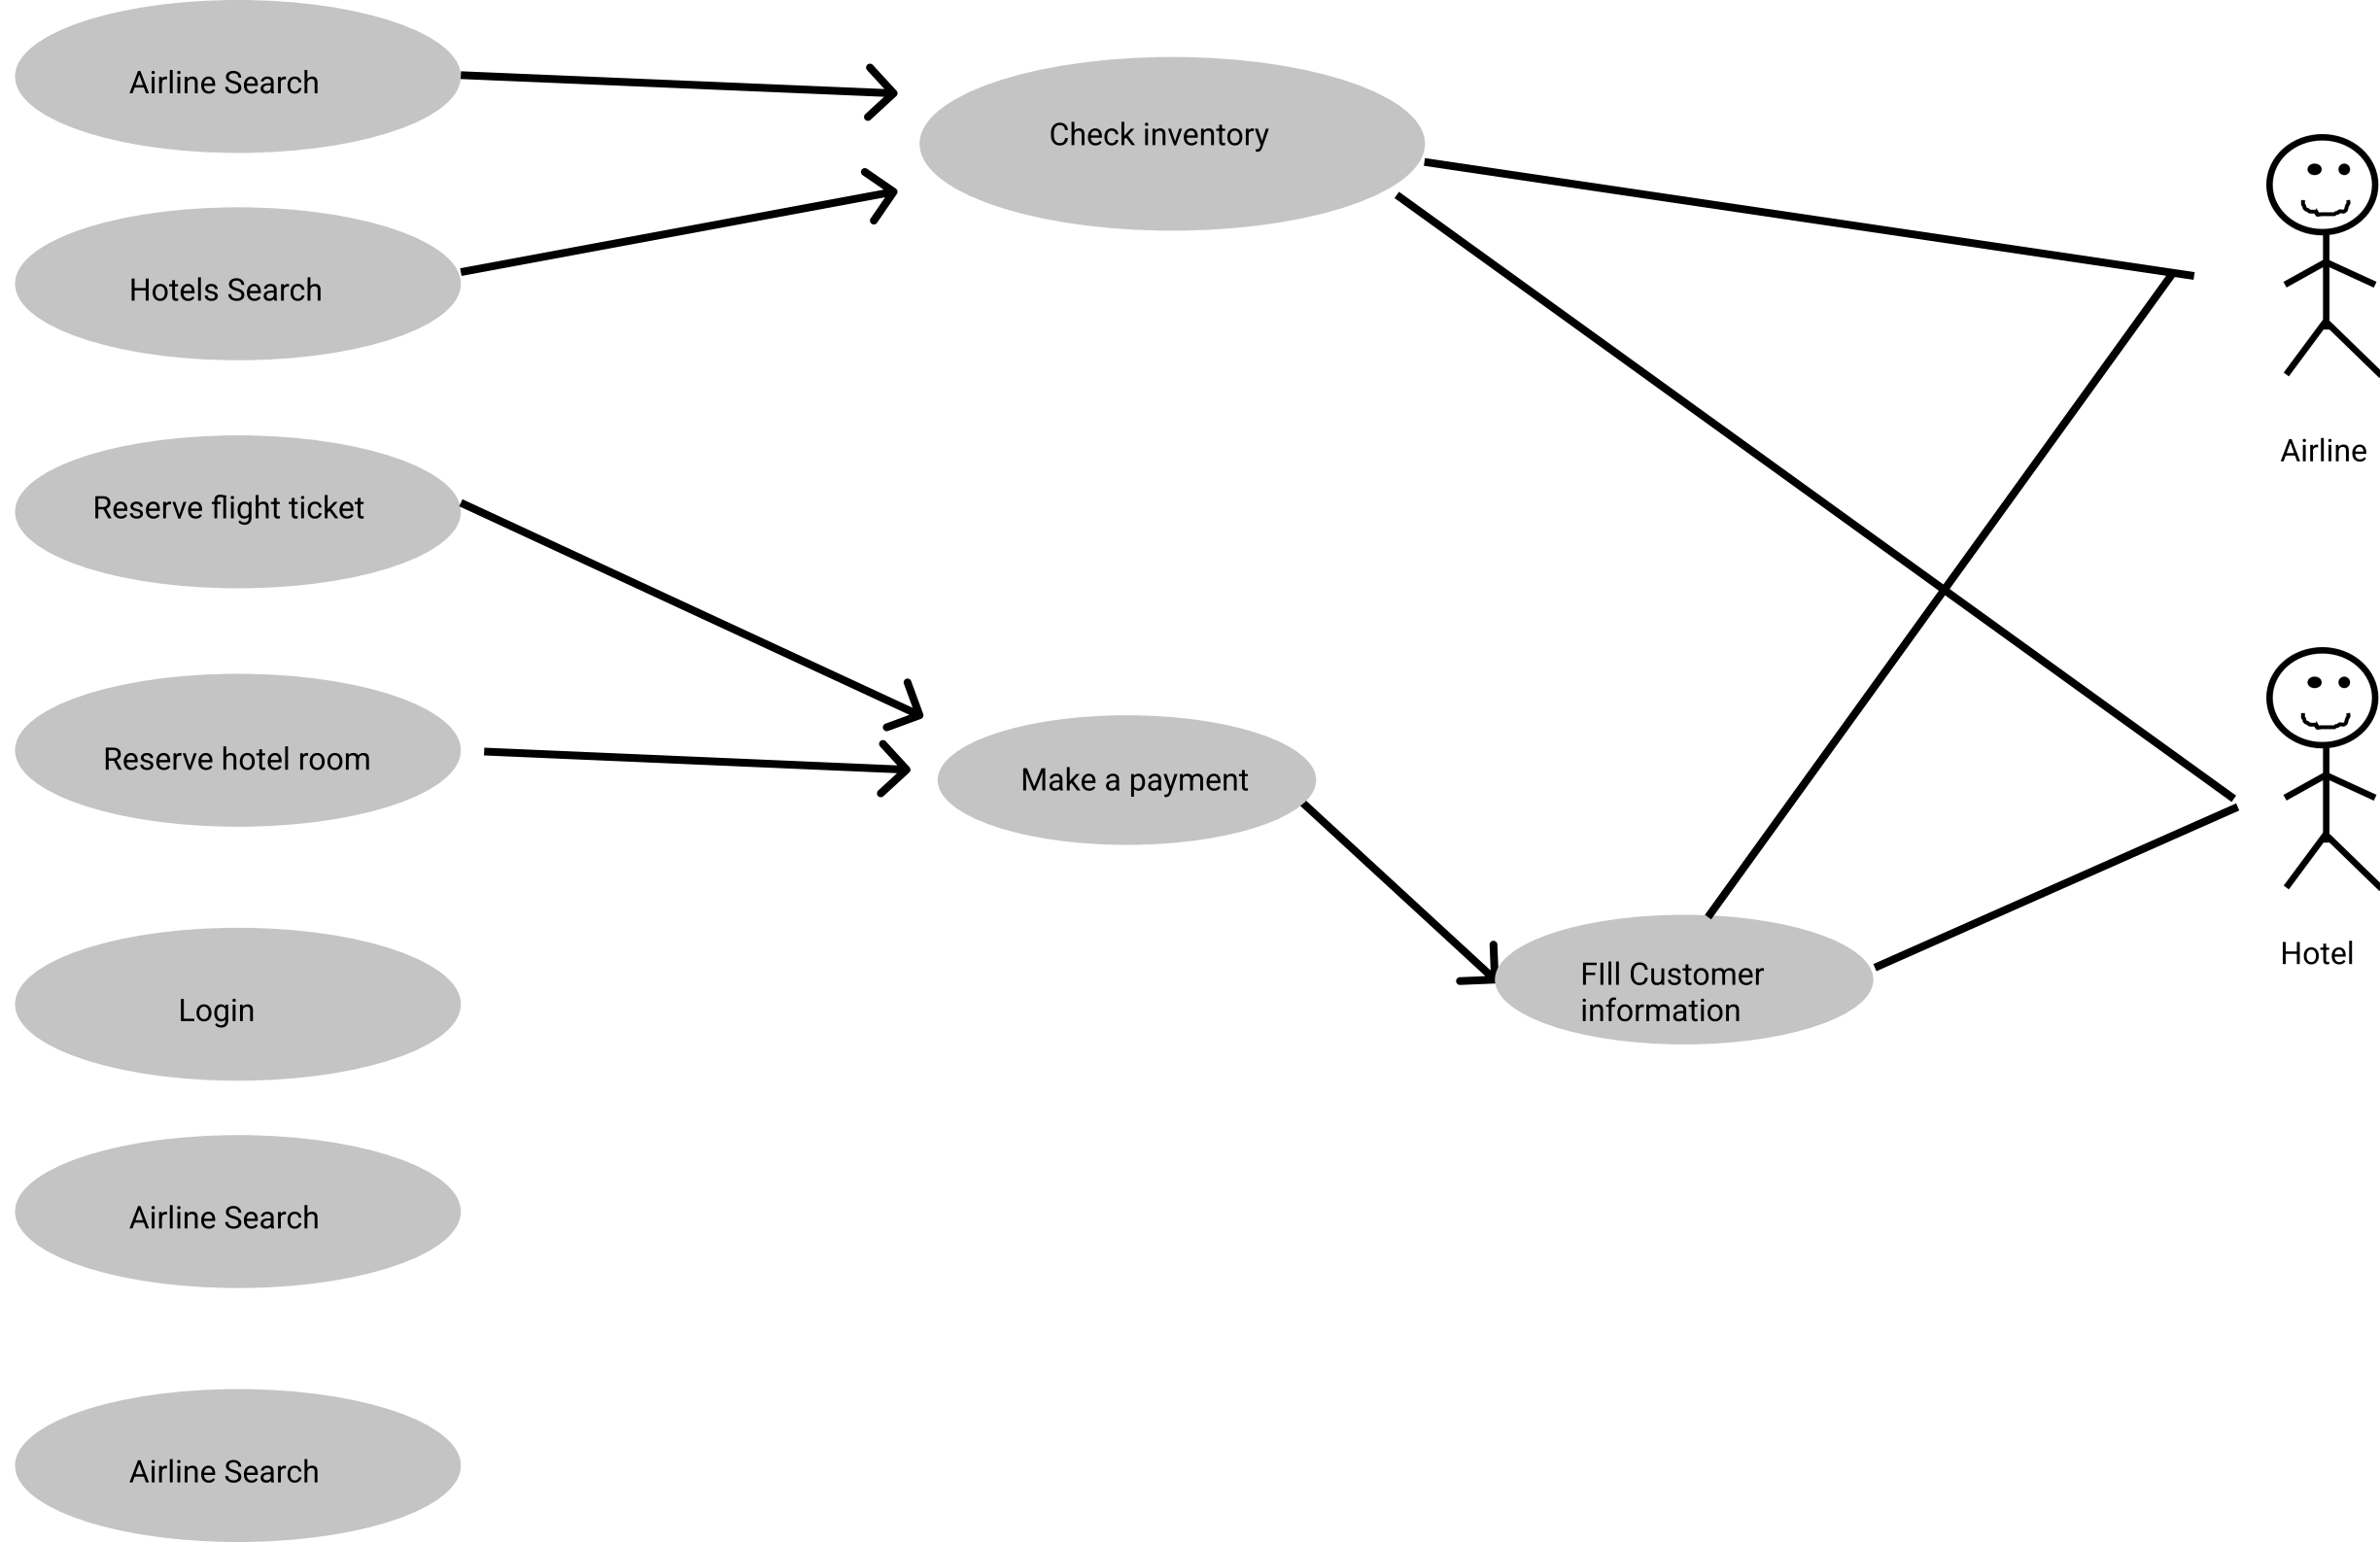 Airline Search
Check inventory
Hotels Search
Airline
Reserve flight ticket
Reserve hotel room
Make a payment
Hotel
FIll Customer
information
Login
Airline Search
Airline Search